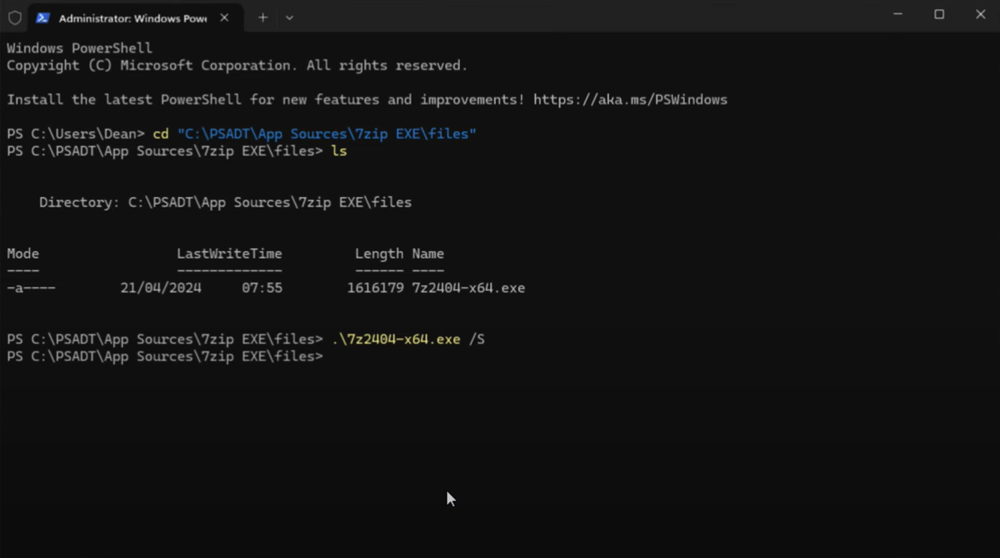 Administrator: Windows Powe
Windows PowerShell
Copyright (C) Microsoft Corporation. All rights reserved.
Install the latest PowerShell for new features and improvements! https://aka.ms/PSWindows
PS C:\Users\Dean> cd "C:\PSADT\App Sources\7zip EXE\files"
PS C:\PSADT\App Sources\7zip EXE\files> ls
Directory: C:\PSADT\App Sources\7zip EXE\files
Mode                 LastWriteTime         Length Name
----                 -------------         ------ ----
-a----        21/04/2024     07:55        1616179 7z2404-x64.exe
PS C:\PSADT\App Sources\7zip EXE\files> .\7z2404-x64.exe /S
PS C:\PSADT\App Sources\7zip EXE\files>